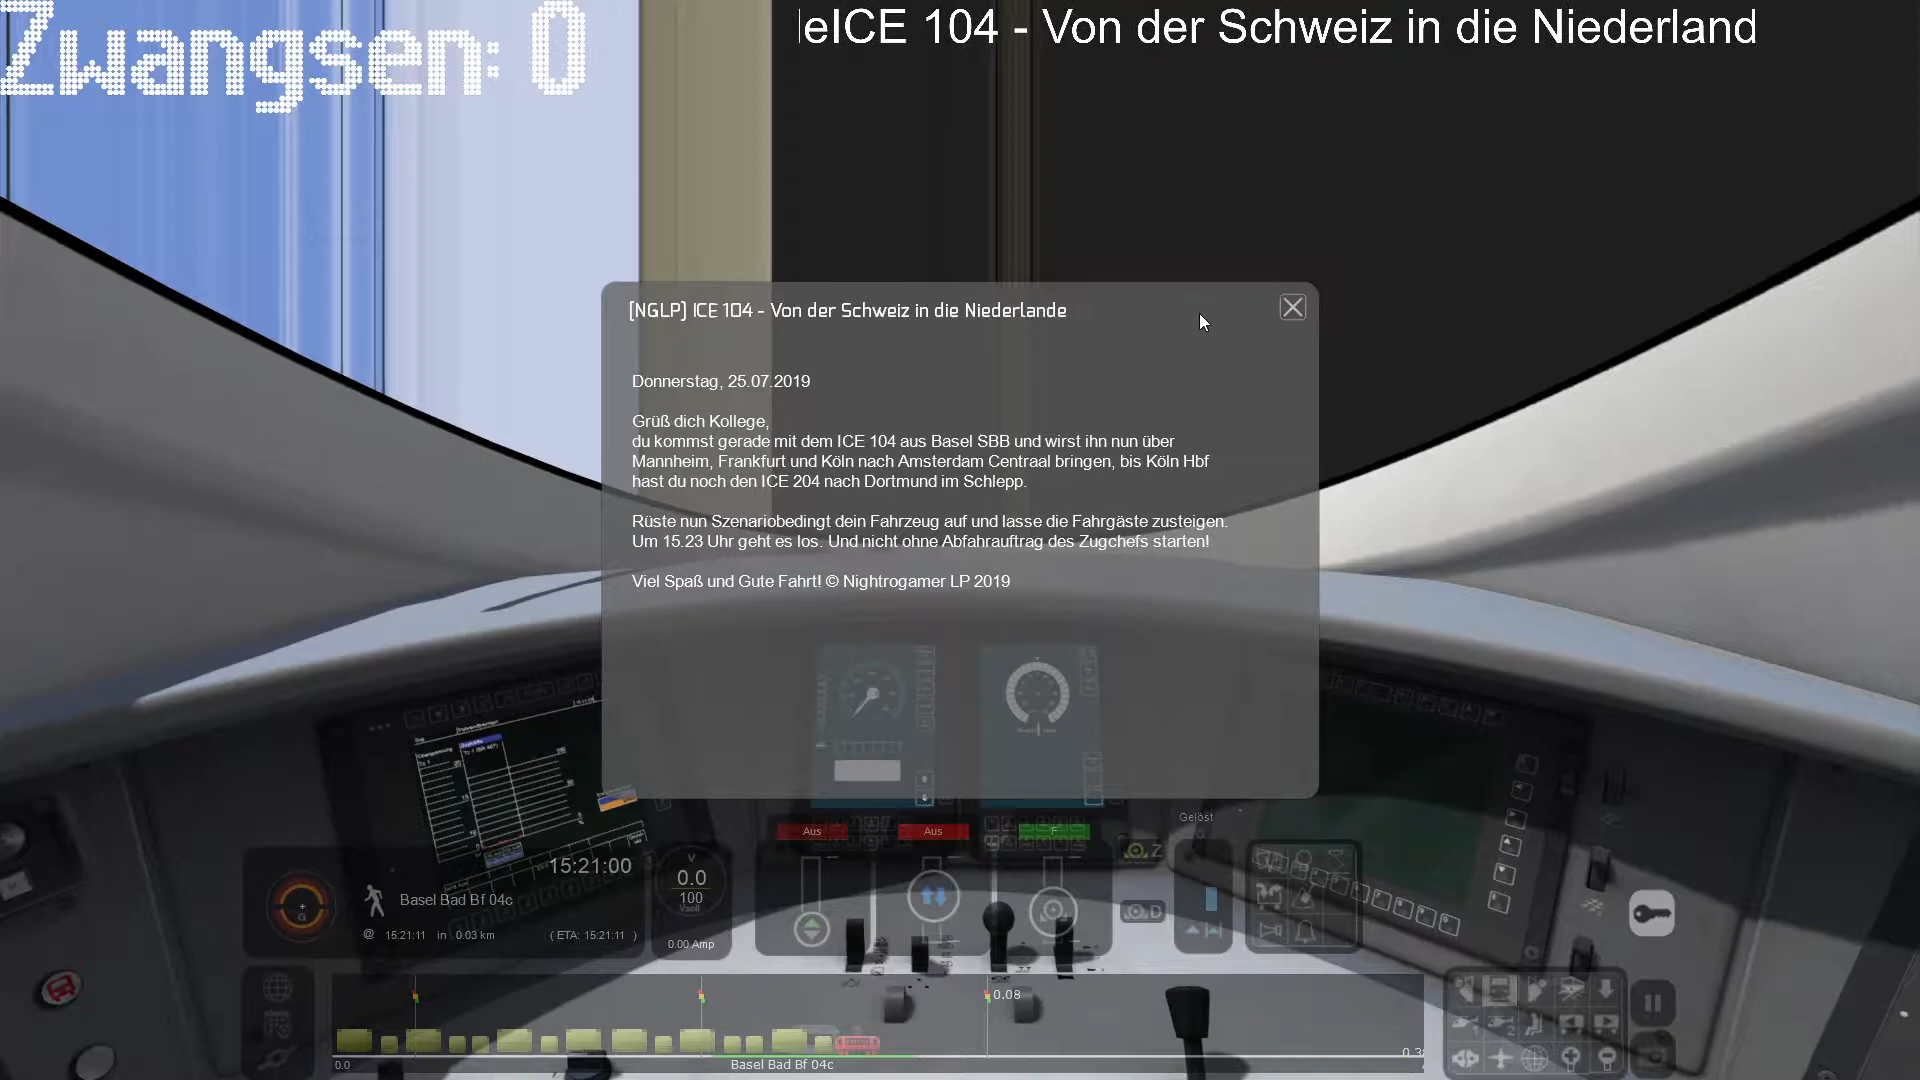 Zwangsen: 0
eICE 104 - Von der Schweiz in die Niederland
[NGLP] ICE 104 - Von der Schweiz in die Niederlande
Donnerstag, 25.07.2019
Grüß dich Kollege,
du kommst gerade mit dem ICE 104 aus Basel SBB und wirst ihn nun über
Mannheim, Frankfurt und Köln nach Amsterdam Centraal bringen, bis Köln Hbf
hast du noch den ICE 204 nach Dortmund im Schlepp.
Rüste nun Szenariobedingt dein Fahrzeug auf und lasse die Fahrgäste zusteigen.
Um 15.23 Uhr geht es los. Und nicht ohne Abfahrauftrag des Zugchefs starten!
Viel Spaß und Gute Fahrt! © Nightrogamer LP 2019
Gelöst
Aus
Aus
F
Z
15:21:00
V
0.0
100
Vsoll
0.00 Amp
Basel Bad Bf 04c
@ 15:21:11 in 0.03 km ( ETA: 15:21:11 )
G
D
0.08
0.0
Basel Bad Bf 04c